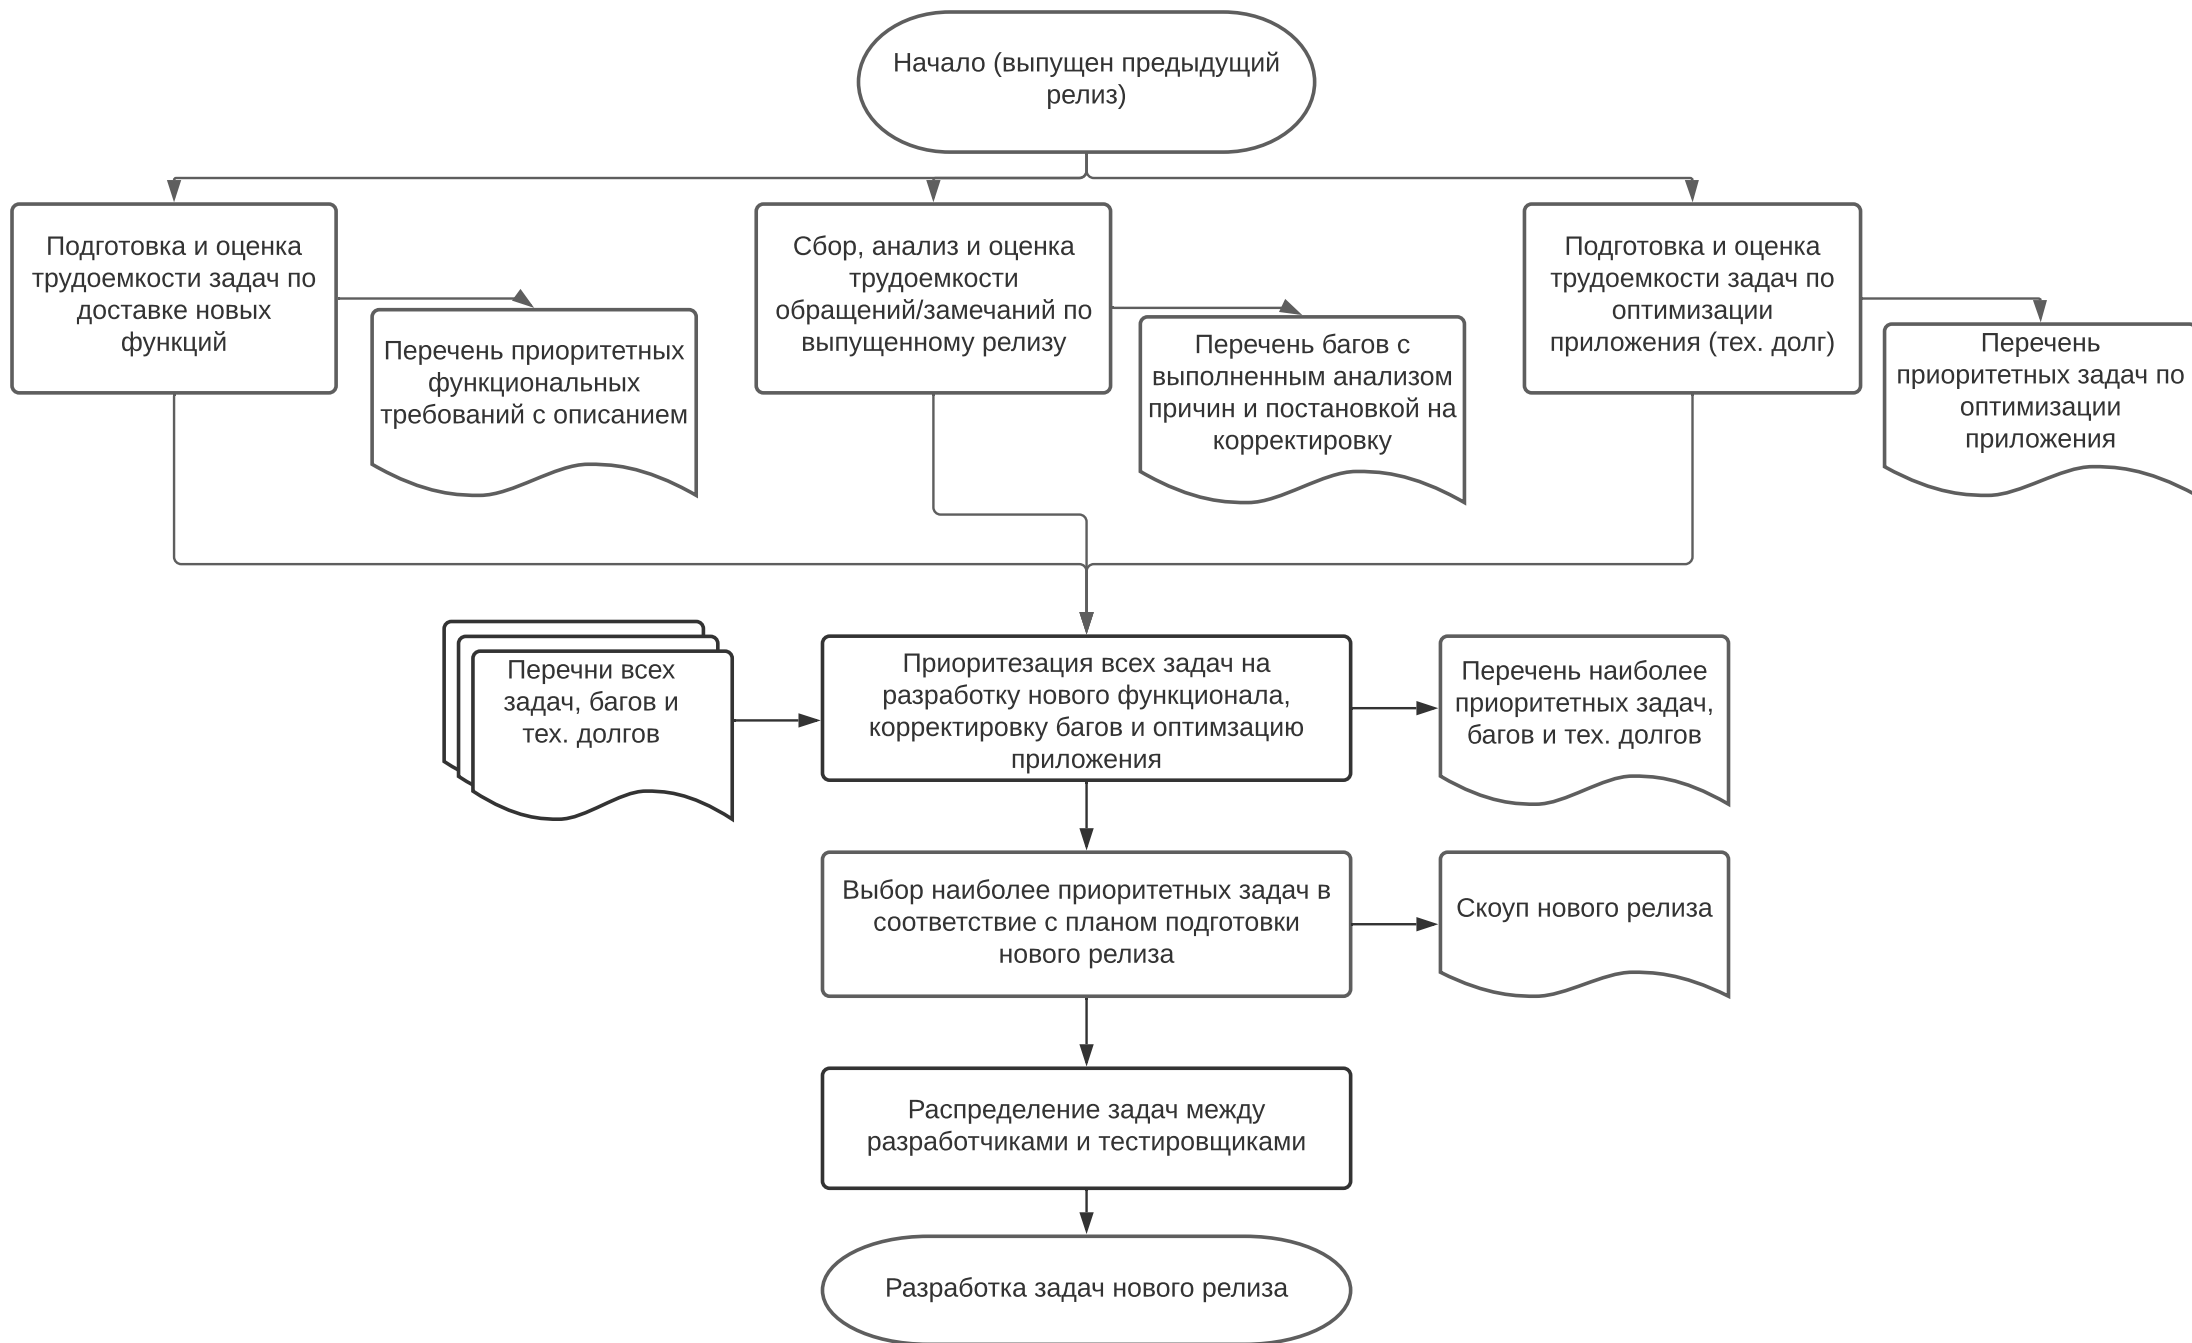 Начало (выпущен предыдущий
релиз)
Подготовка и оценка
трудоемкости задач по
доставке новых
функций
Перечень приоритетных
функциональных
требований с описанием
Сбор, анализ и оценка
трудоемкости
обращений/замечаний по
выпущенному релизу
Перечень багов с
выполненным анализом
причин и постановкой на
корректировку
Подготовка и оценка
трудоемкости задач по
оптимизации
приложения (тех. долг)
Перечень
приоритетных задач по
оптимизации
приложения
Перечни всех
задач, багов и
тех. долгов
Приоритезация всех задач на
разработку нового функционала,
корректировку багов и оптимзацию
приложения
Перечень наиболее
приоритетных задач,
багов и тех. долгов
Выбор наиболее приоритетных задач в
соответствие с планом подготовки
нового релиза
Скоуп нового релиза
Распределение задач между
разработчиками и тестировщиками
Разработка задач нового релиза